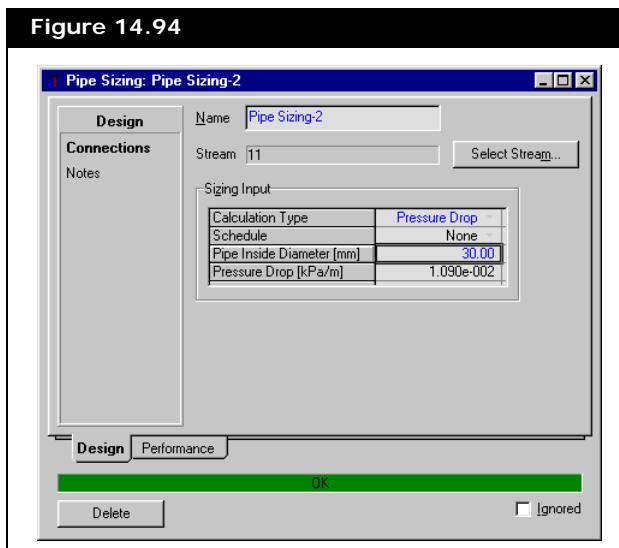 Figure 14.94
Pipe Sizing: Pipe Sizing-2
Design
Connections
Notes
Name Pipe Sizing-2
Stream 11 Select Stream...
Sizing Input
Calculation Type Pressure Drop
Schedule None
Pipe Inside Diameter [mm] 30.00
Pressure Drop [kPa/m] 1.090e-002
Design Performance
OK
Delete Ignored